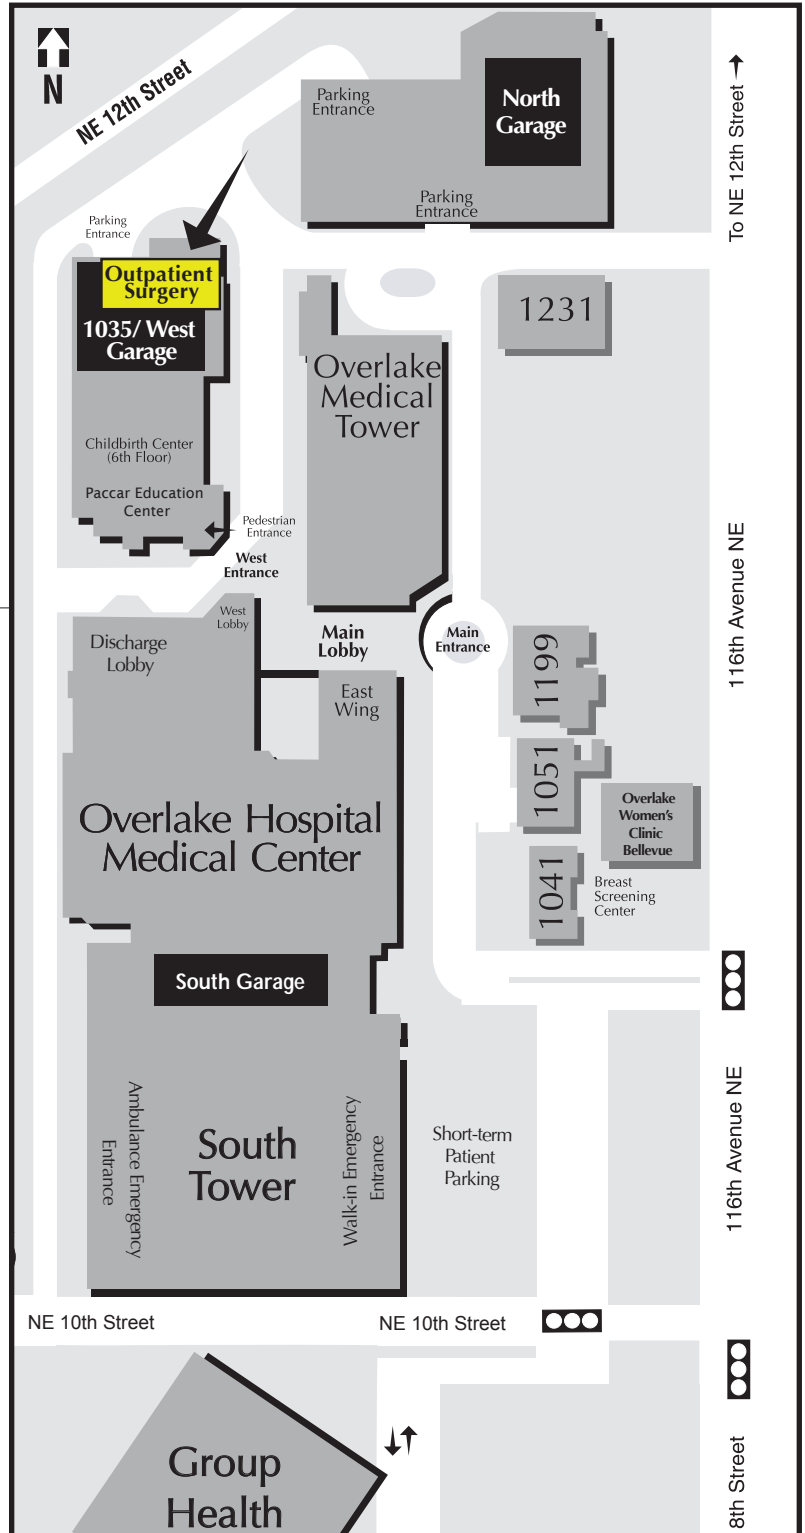 N
NE 12th Street
Parking
Entrance
North
Garage
Parking
Entrance
To NE 12th Street
Parking
Entrance
Outpatient
Surgery
1035/ West
Garage
1231
Overlake
Medical
Tower
Childbirth Center
(6th Floor)
Paccar Education
Center
Pedestrian
Entrance
West
Entrance
116th Avenue NE
West
Lobby
Discharge
Lobby
Main
Lobby
Main
Entrance
1199
East
Wing
1051
Overlake
Women's
Clinic
Bellevue
Overlake Hospital
Medical Center
1041
Breast
Screening
Center
South Garage
Ambulance Emergency
Entrance
South
Tower
Walk-in Emergency
Entrance
Short-term
Patient
Parking
116th Avenue NE
NE 10th Street
NE 10th Street
Group
Health
8th Street